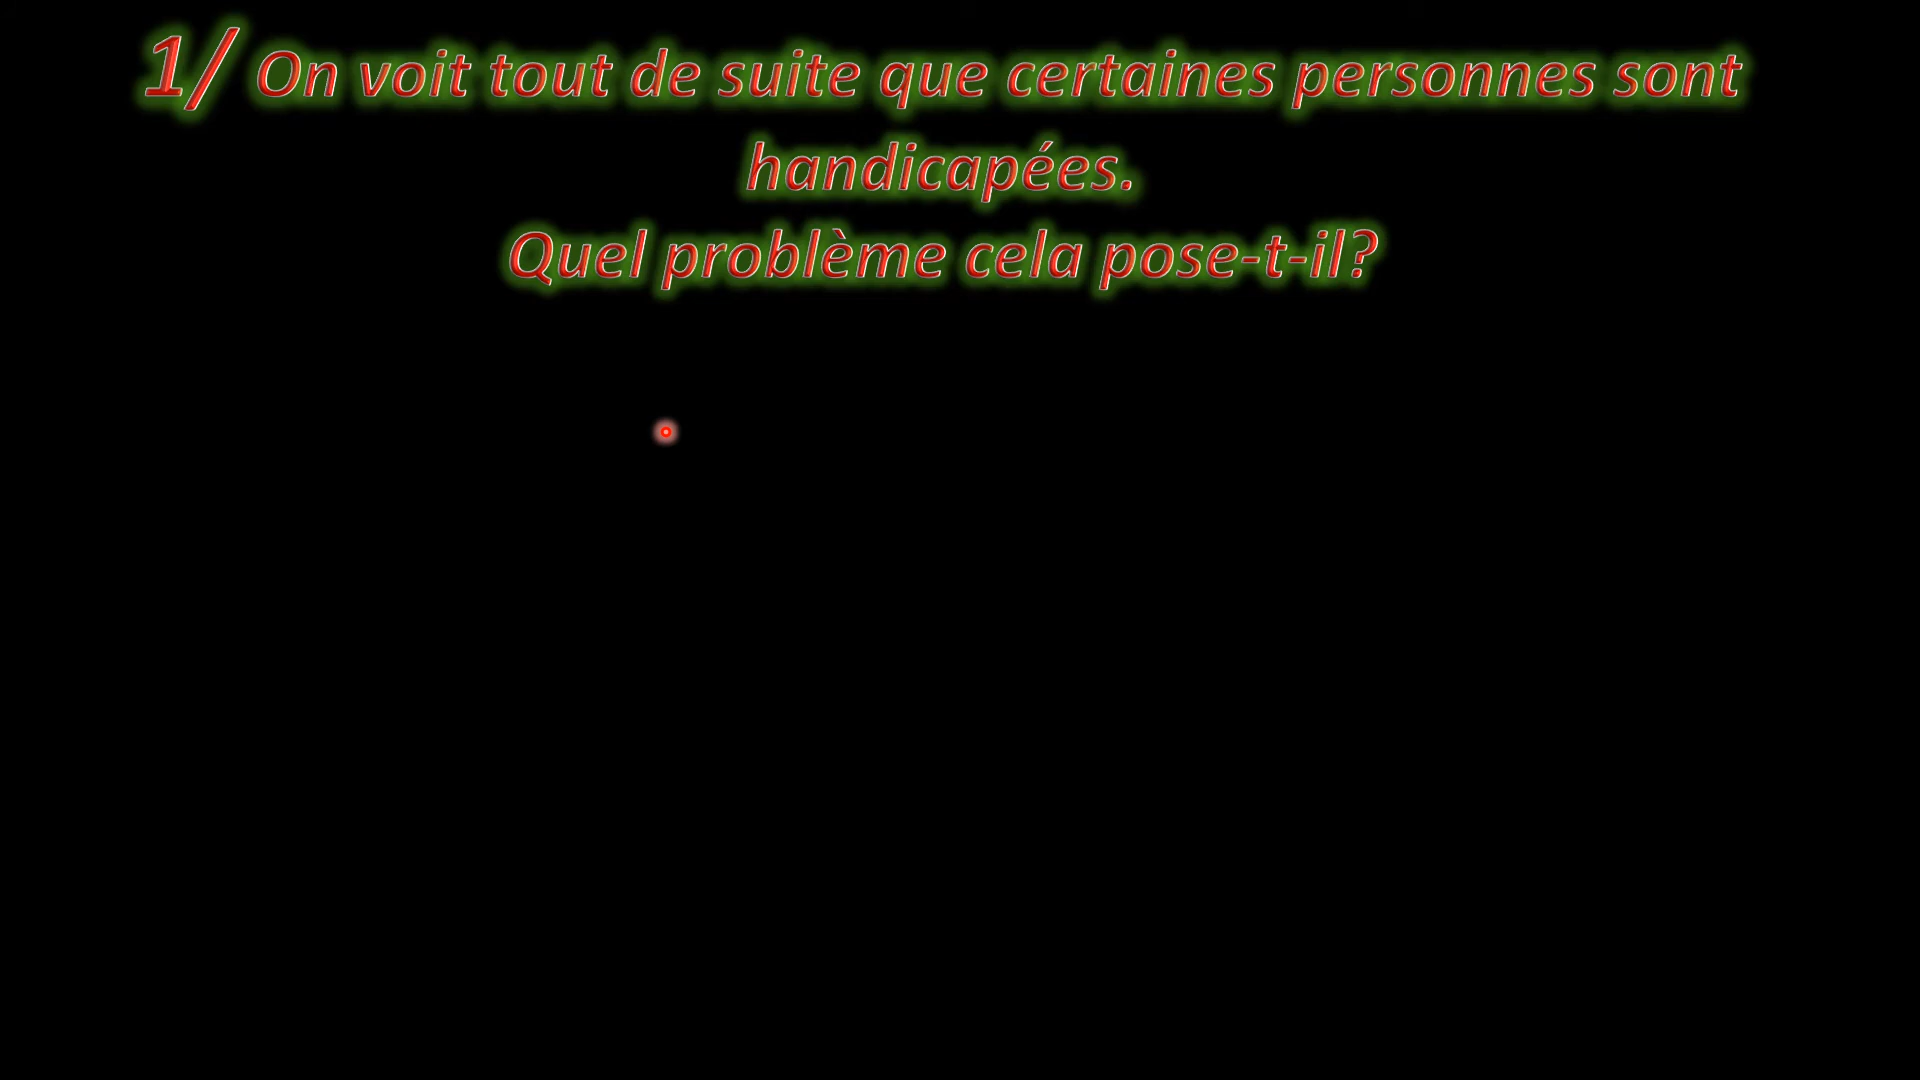 1/ On voit tout de suite que certaines personnes sont
handicapées.
Quel problème cela pose-t-il?